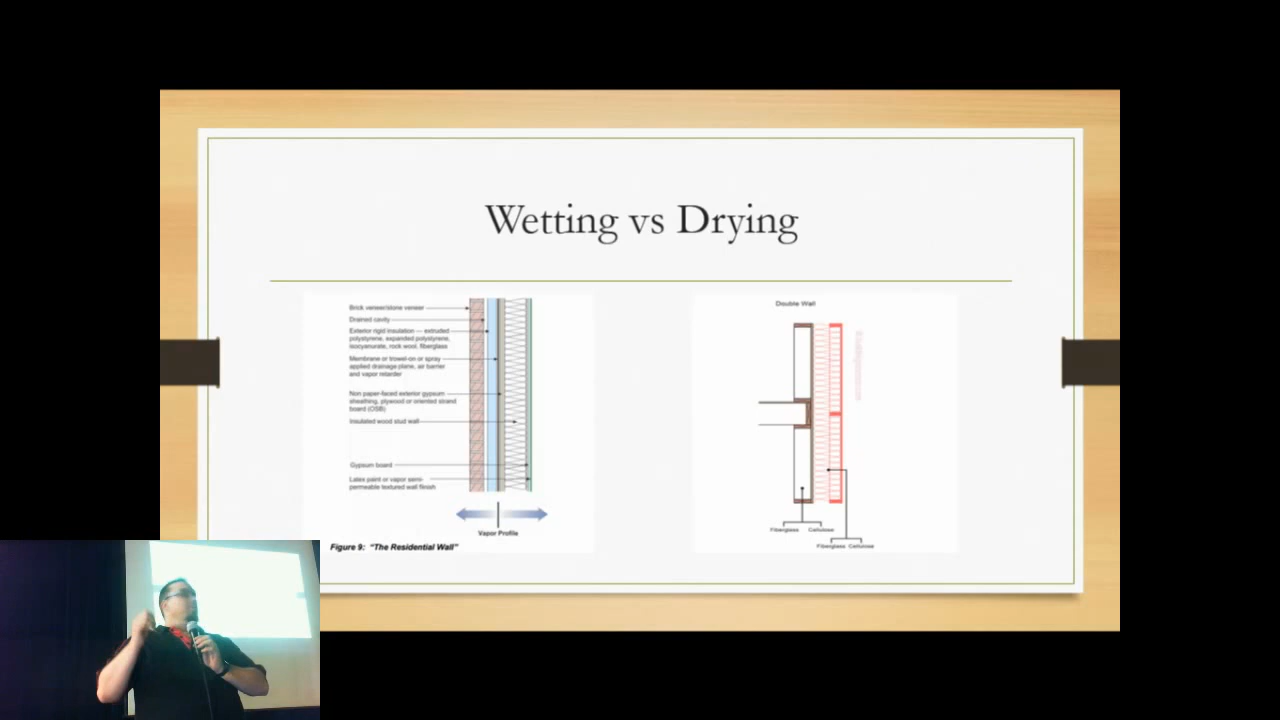 Wetting vs Drying
Brick veneer/stone veneer
Drained cavity
Exterior rigid insulation — extruded
polystyrene, expanded polystyrene,
isocyanurate, rock wool, fiberglass
Membrane or trowel-on or spray
applied drainage plane, air barrier
and vapor retarder
Non paper-faced exterior gypsum
sheathing, plywood or oriented strand
board (OSB)
Insulated wood stud wall
Gypsum board
Latex paint or vapor semi-
permeable textured wall finish
Vapor Profile
Figure 9: "The Residential Wall"
Double Wall
Fiberglass Cellulose
Fiberglass Cellulose